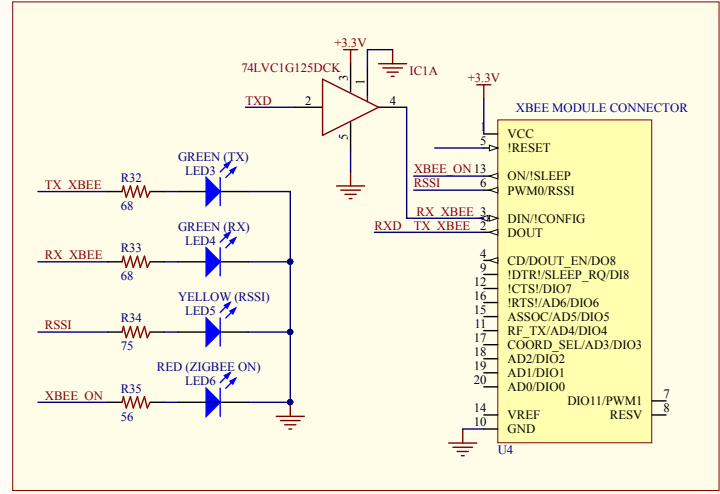 +3.3V
74LVC1G125DCK
3
1
IC1A
TXD
2
4
5
+3.3V
XBEE MODULE CONNECTOR
1
VCC
5
!RESET
XBEE_ON 13
ON/!SLEEP
RSSI
6
PWM0/RSSI
RX_XBEE 3
DIN/!CONFIG
RXD
TX_XBEE 2
DOUT
4
CD/DOUT_EN/DO8
9
!DTR!/SLEEP_RQ/DI8
12
!CTS!/DIO7
16
!RTS!/AD6/DIO6
15
ASSOC/AD5/DIO5
11
RF_TX/AD4/DIO4
17
COORD_SEL/AD3/DIO3
18
AD2/DIO2
19
AD1/DIO1
20
AD0/DIO0
DIO11/PWM1
7
14
VREF
RESV
8
10
GND
U4
GREEN (TX)
LED3
TX_XBEE
R32
68
GREEN (RX)
LED4
RX_XBEE
R33
68
YELLOW (RSSI)
LED5
RSSI
R34
75
RED (ZIGBEE ON)
LED6
XBEE_ON
R35
56